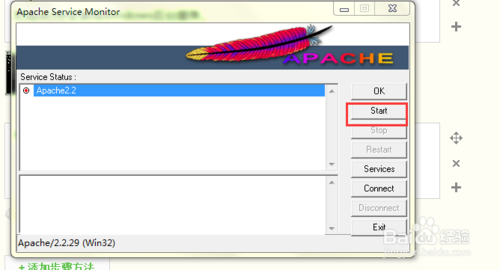 Apache Service Monitor
APACHE
Service Status :
Apache2.2
OK
Start
Stop
Restart
Services
Connect
Disconnect
Exit
Apache/2.2.29 (Win32)
Baidu 经验
+ 添加步骤方法